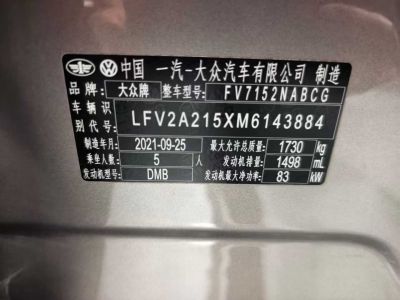 中国 一汽-大众汽车有限公司 制造
品牌: 大众牌 整车型号: FV7152NABCG
车辆识别代号: LFV2A215XM6143884
制造年月: 2021-09-25 最大允许总质量: 1730 kg
乘坐人数: 5 人 发动机排量: 1498 mL
发动机型号: DMB 发动机最大净功率: 83 kW